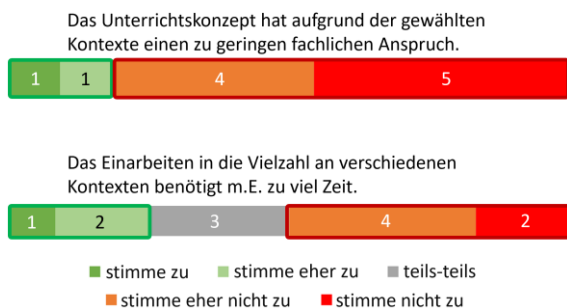 Das Unterrichtskonzept hat aufgrund der gewählten
Kontexte einen zu geringen fachlichen Anspruch.
1 1 4 5
Das Einarbeiten in die Vielzahl an verschiedenen
Kontexten benötigt m.E. zu viel Zeit.
1 2 3 4 2
stimme zu stimme eher zu teils-teils
stimme eher nicht zu stimme nicht zu